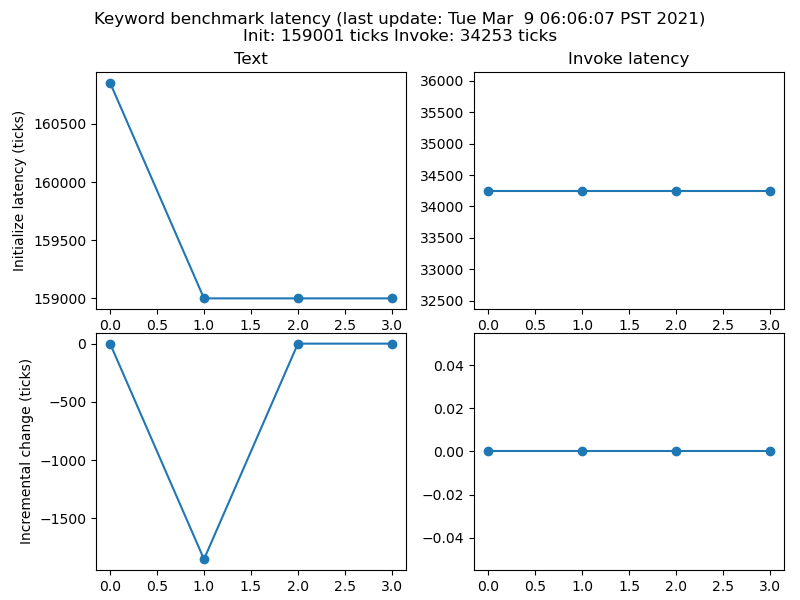 Keyword benchmark latency (last update: Tue Mar  9 06:06:07 PST 2021)
Init: 159001 ticks Invoke: 34253 ticks
Text
Initialize latency (ticks)
160500
160000
159500
159000
0.0 0.5 1.0 1.5 2.0 2.5 3.0
Invoke latency
36000
35500
35000
34500
34000
33500
33000
32500
0.0 0.5 1.0 1.5 2.0 2.5 3.0
Incremental change (ticks)
0
−500
−1000
−1500
0.0 0.5 1.0 1.5 2.0 2.5 3.0
0.04
0.02
0.00
−0.02
−0.04
0.0 0.5 1.0 1.5 2.0 2.5 3.0